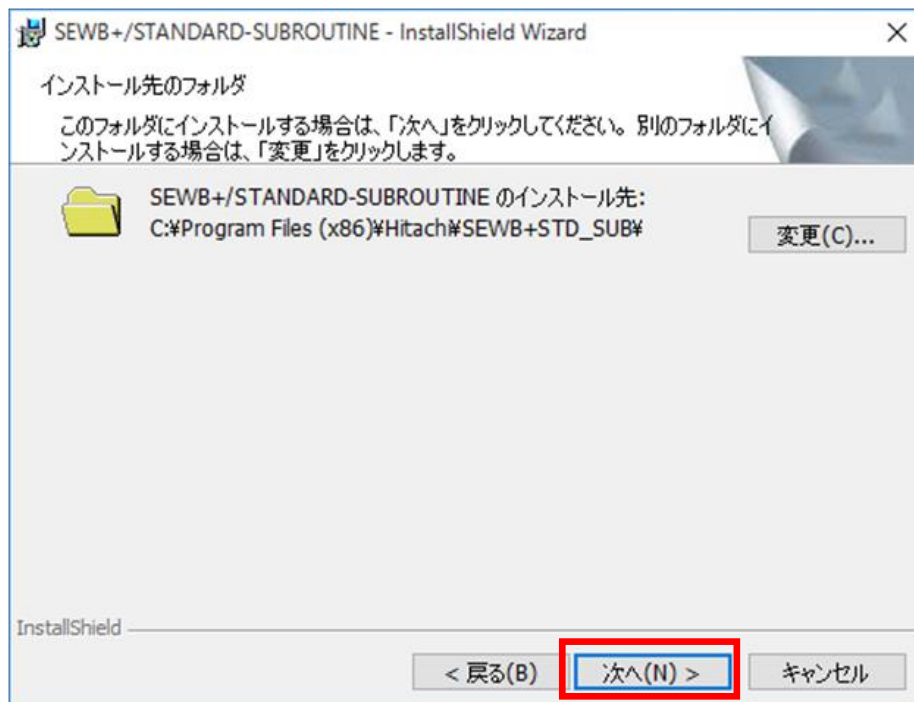 SEWB+/STANDARD-SUBROUTINE - InstallShield Wizard
インストール先のフォルダ
このフォルダにインストールする場合は、「次へ」をクリックしてください。別のフォルダにイ
ンストールする場合は、「変更」をクリックします。
SEWB+/STANDARD-SUBROUTINE のインストール先:
C:¥Program Files (x86)¥Hitach¥SEWB+STD_SUB¥
変更(C)...
InstallShield
< 戻る(B)
次へ(N) >
キャンセル